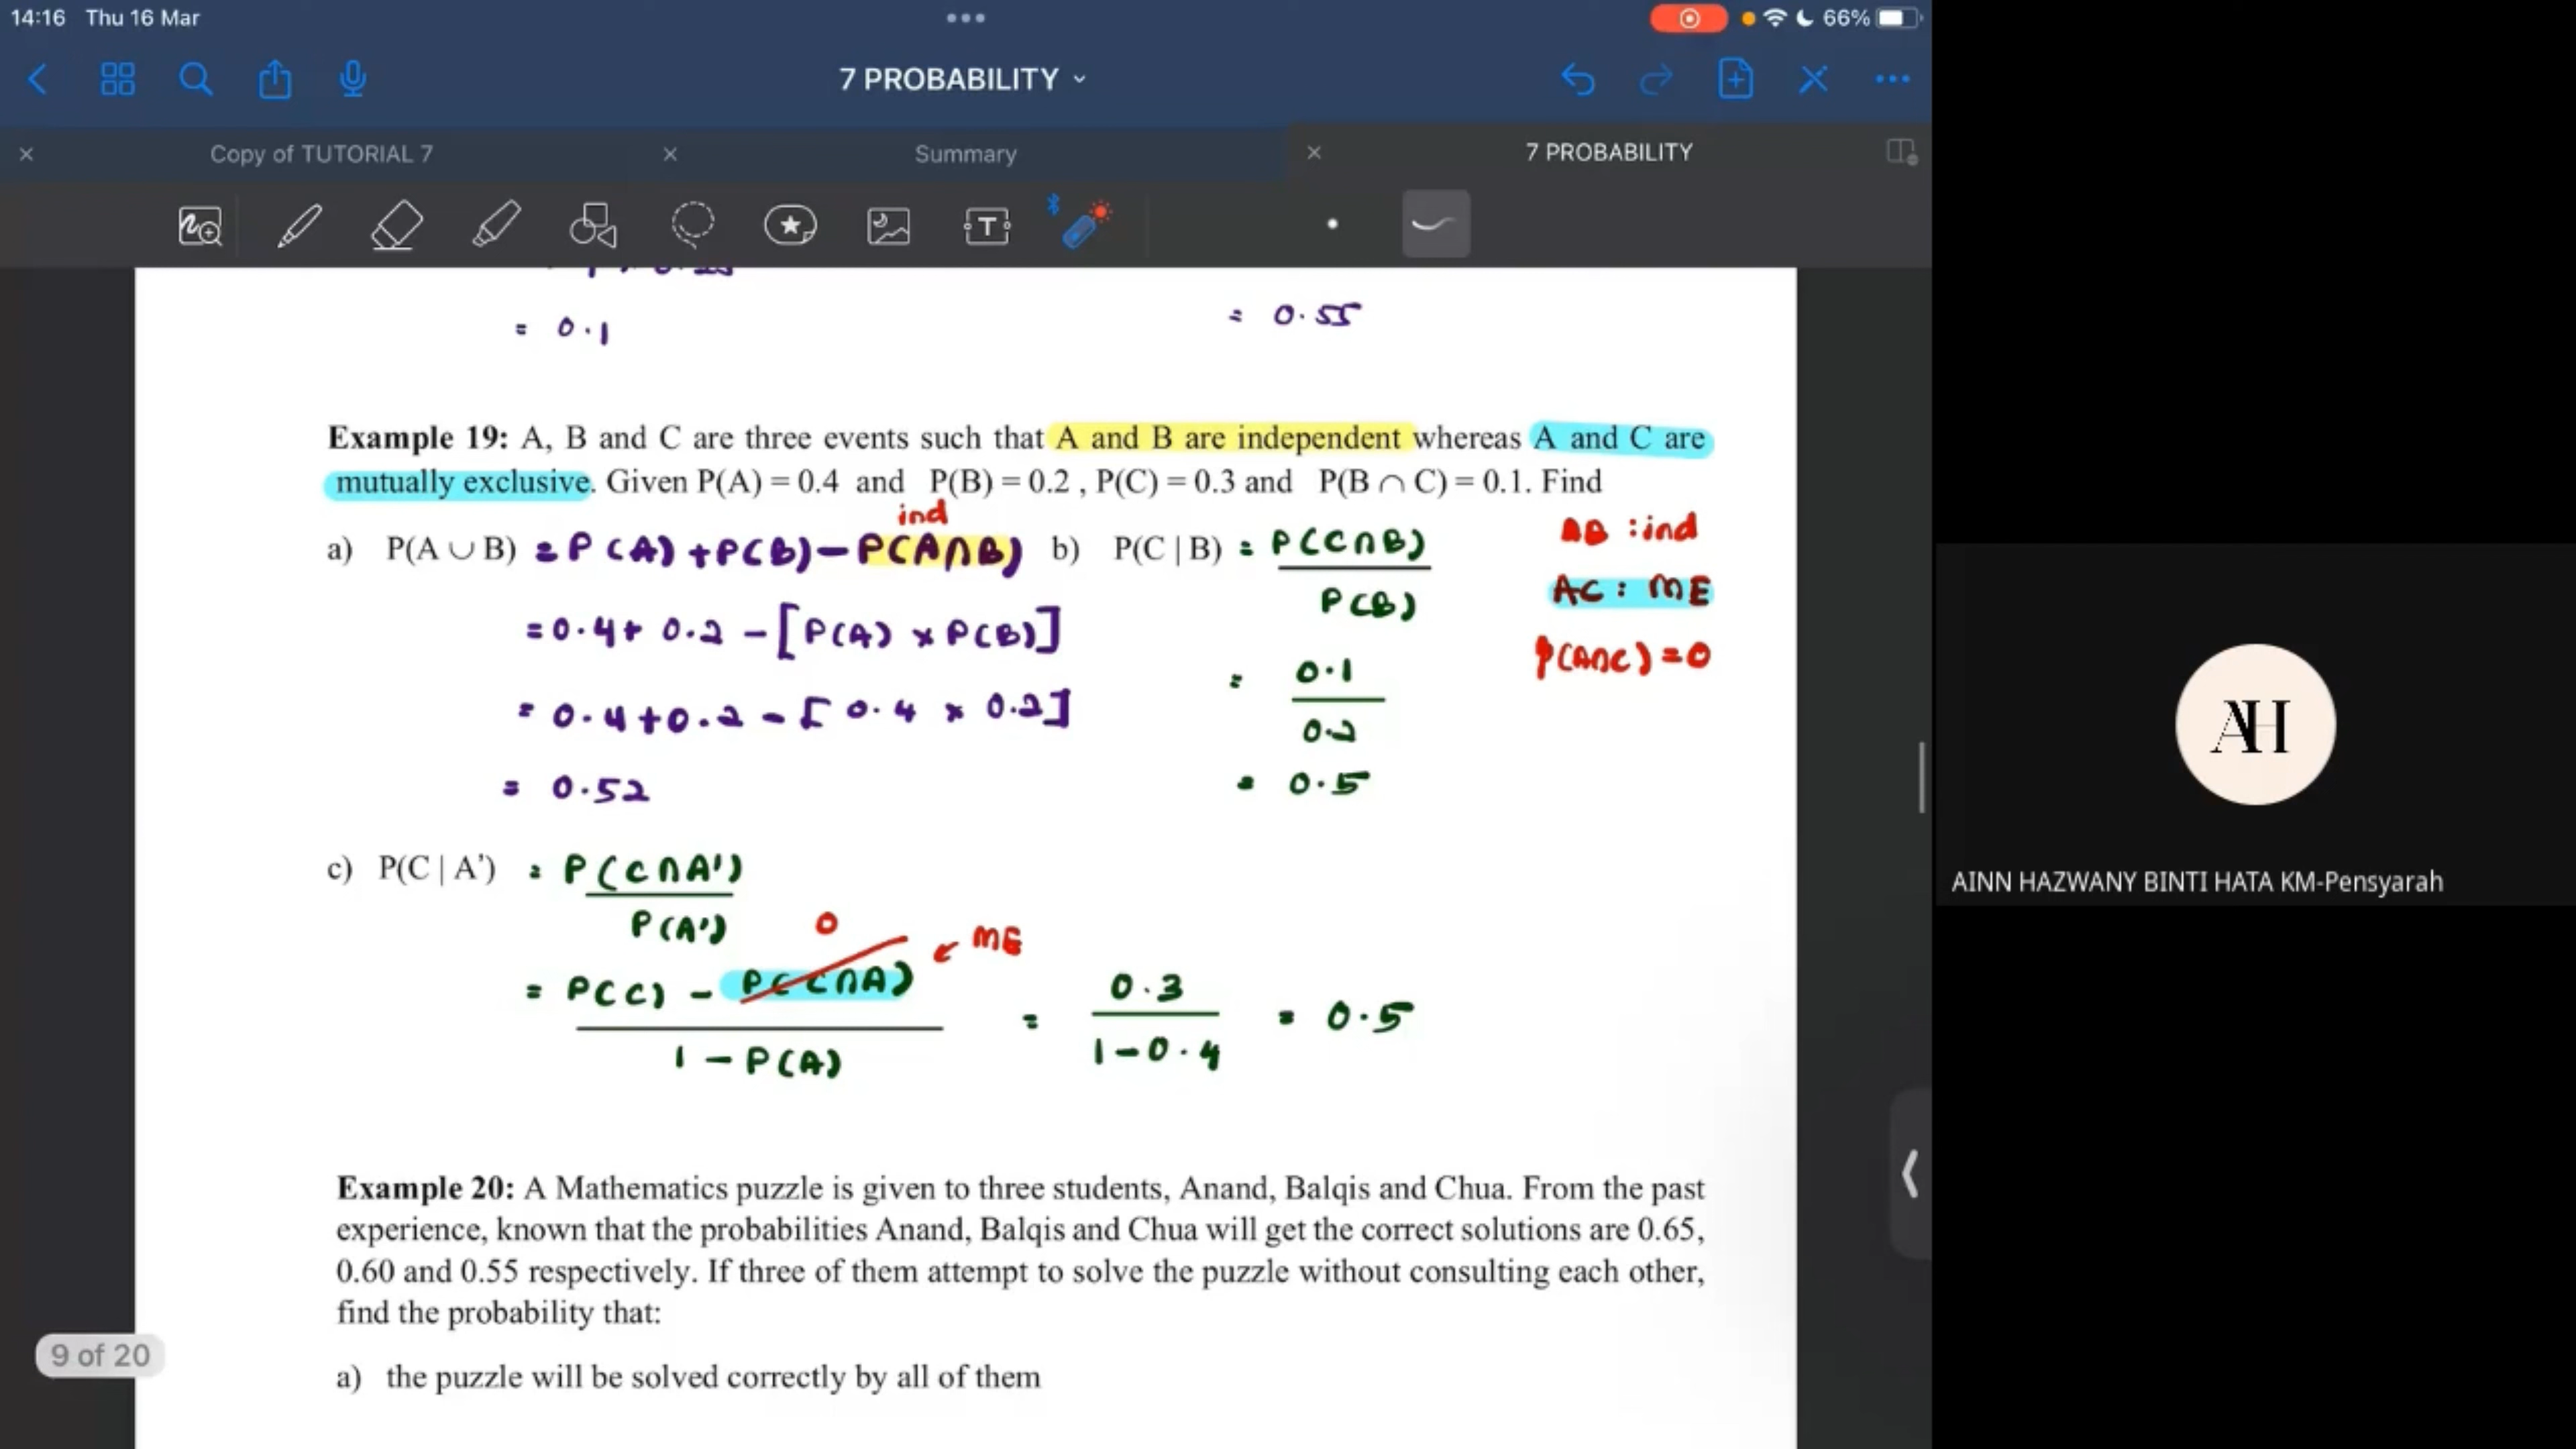 14:16 Thu 16 Mar
66%
7 PROBABILITY
Copy of TUTORIAL 7
Summary
7 PROBABILITY
= 0.1
= 0.55
Example 19: A, B and C are three events such that A and B are independent whereas A and C are
mutually exclusive. Given P(A) = 0.4 and P(B) = 0.2 , P(C) = 0.3 and P(B ∩ C) = 0.1. Find
ind
a) P(A ∪ B) = P(A) + P(B) − P(A∩B)
= 0.4 + 0.2 − [P(A) × P(B)]
= 0.4 + 0.2 − [0.4 × 0.2]
= 0.52
b) P(C | B) = P(C∩B)
P(B)
= 0.1
0.2
= 0.5
AB : ind
AC : ME
P(A∩C) = 0
c) P(C | A') = P(C∩A')
P(A')
0
ME
= P(C) − P(C∩A)
1 − P(A)
= 0.3
1 − 0.4
= 0.5
Example 20: A Mathematics puzzle is given to three students, Anand, Balqis and Chua. From the past
experience, known that the probabilities Anand, Balqis and Chua will get the correct solutions are 0.65,
0.60 and 0.55 respectively. If three of them attempt to solve the puzzle without consulting each other,
find the probability that:
a) the puzzle will be solved correctly by all of them
9 of 20
AH
AINN HAZWANY BINTI HATA KM-Pensyarah